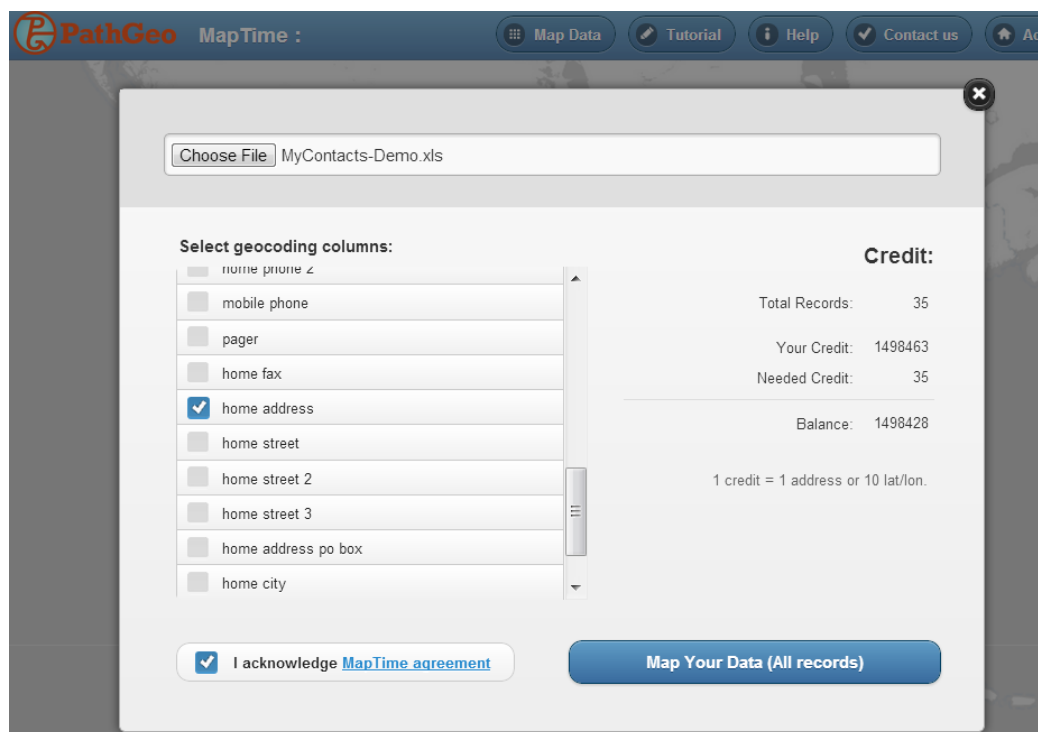 PathGeo MapTime : Map Data Tutorial Help Contact us
Choose File MyContacts-Demo.xls
Select geocoding columns:
home phone 2
mobile phone
pager
home fax
home address
home street
home street 2
home street 3
home address po box
home city
Credit:
Total Records: 35
Your Credit: 1498463
Needed Credit: 35
Balance: 1498428
1 credit = 1 address or 10 lat/lon.
I acknowledge MapTime agreement
Map Your Data (All records)